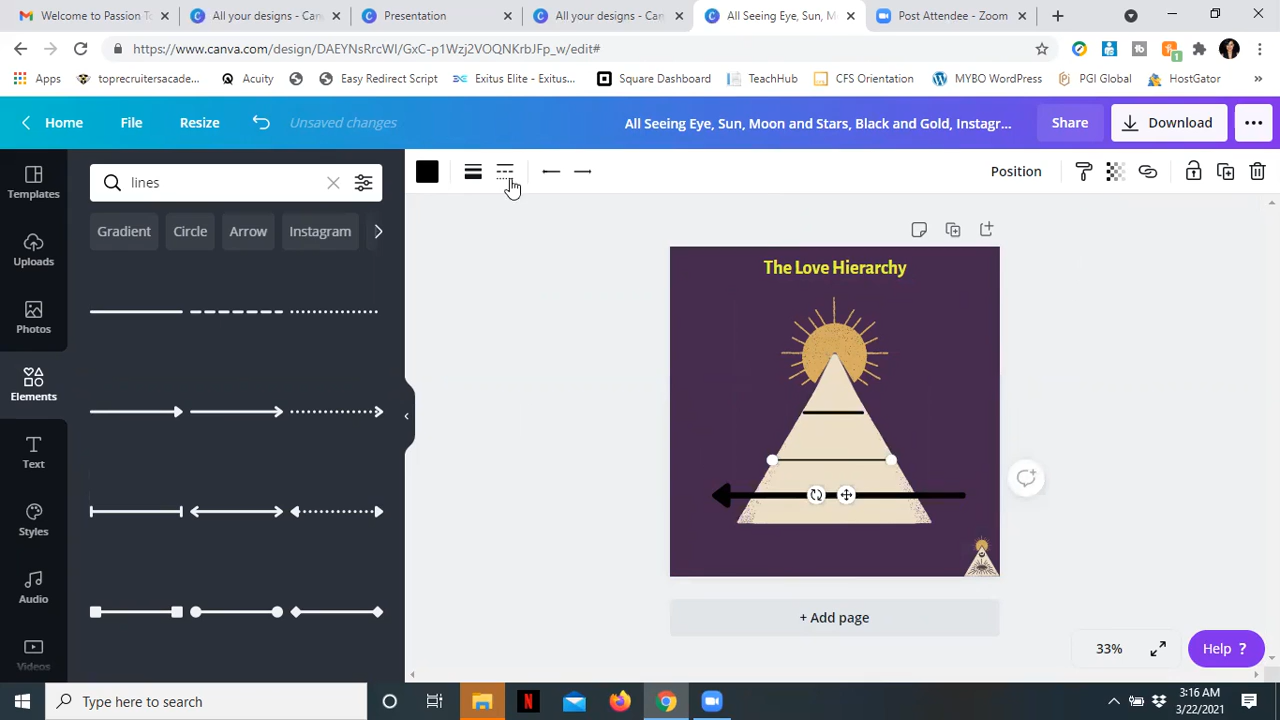 Welcome to Passion To
All your designs - Canv
Presentation
All your designs - Canv
All Seeing Eye, Sun, M
Post Attendee - Zoom
https://www.canva.com/design/DAEYNsRrcWI/GxC-p1Wzj2VOQNKrbJFp_w/edit#
Apps
toprecruitersacade...
Acuity
Easy Redirect Script
Exitus Elite - Exitus...
Square Dashboard
TeachHub
CFS Orientation
MYBO WordPress
PGI Global
HostGator
Home
File
Resize
Unsaved changes
All Seeing Eye, Sun, Moon and Stars, Black and Gold, Instagr...
Share
Download
Templates
Uploads
Photos
Elements
Text
Styles
Audio
Videos
lines
Gradient
Circle
Arrow
Instagram
Position
The Love Hierarchy
+ Add page
33%
Help ?
Type here to search
3:16 AM
3/22/2021